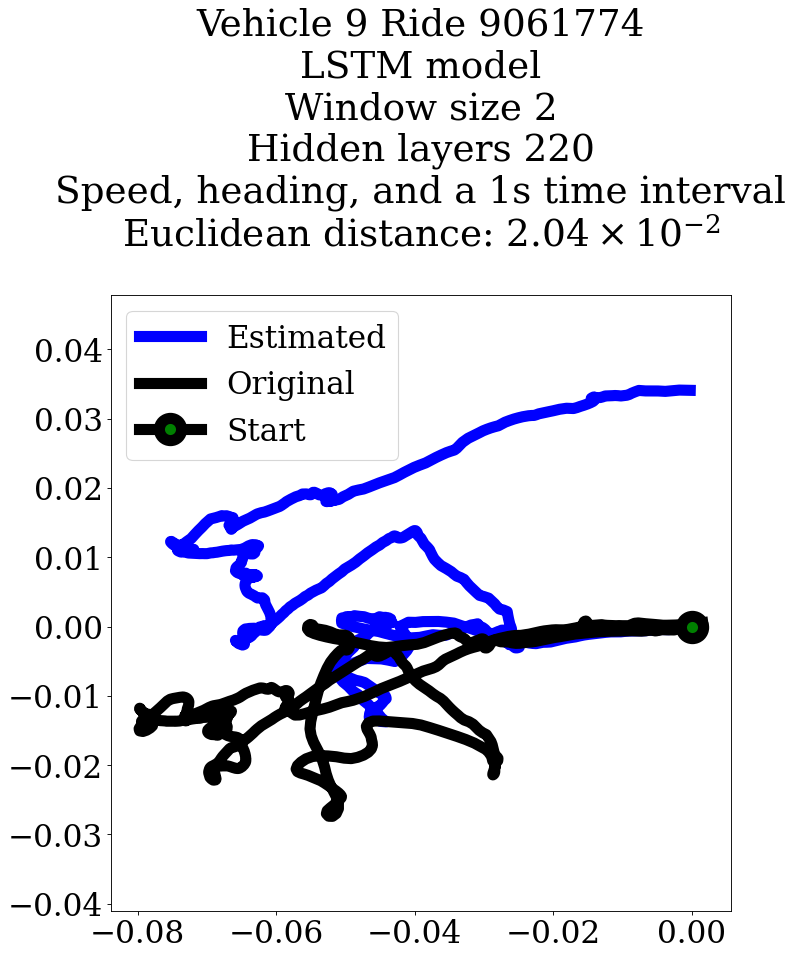 Vehicle 9 Ride 9061774
LSTM model
Window size 2
Hidden layers 220
Speed, heading, and a 1s time interval
Euclidean distance: 2.04 × 10⁻²
Estimated
Original
Start
0.04
0.03
0.02
0.01
0.00
−0.01
−0.02
−0.03
−0.04
−0.08 −0.06 −0.04 −0.02 0.00